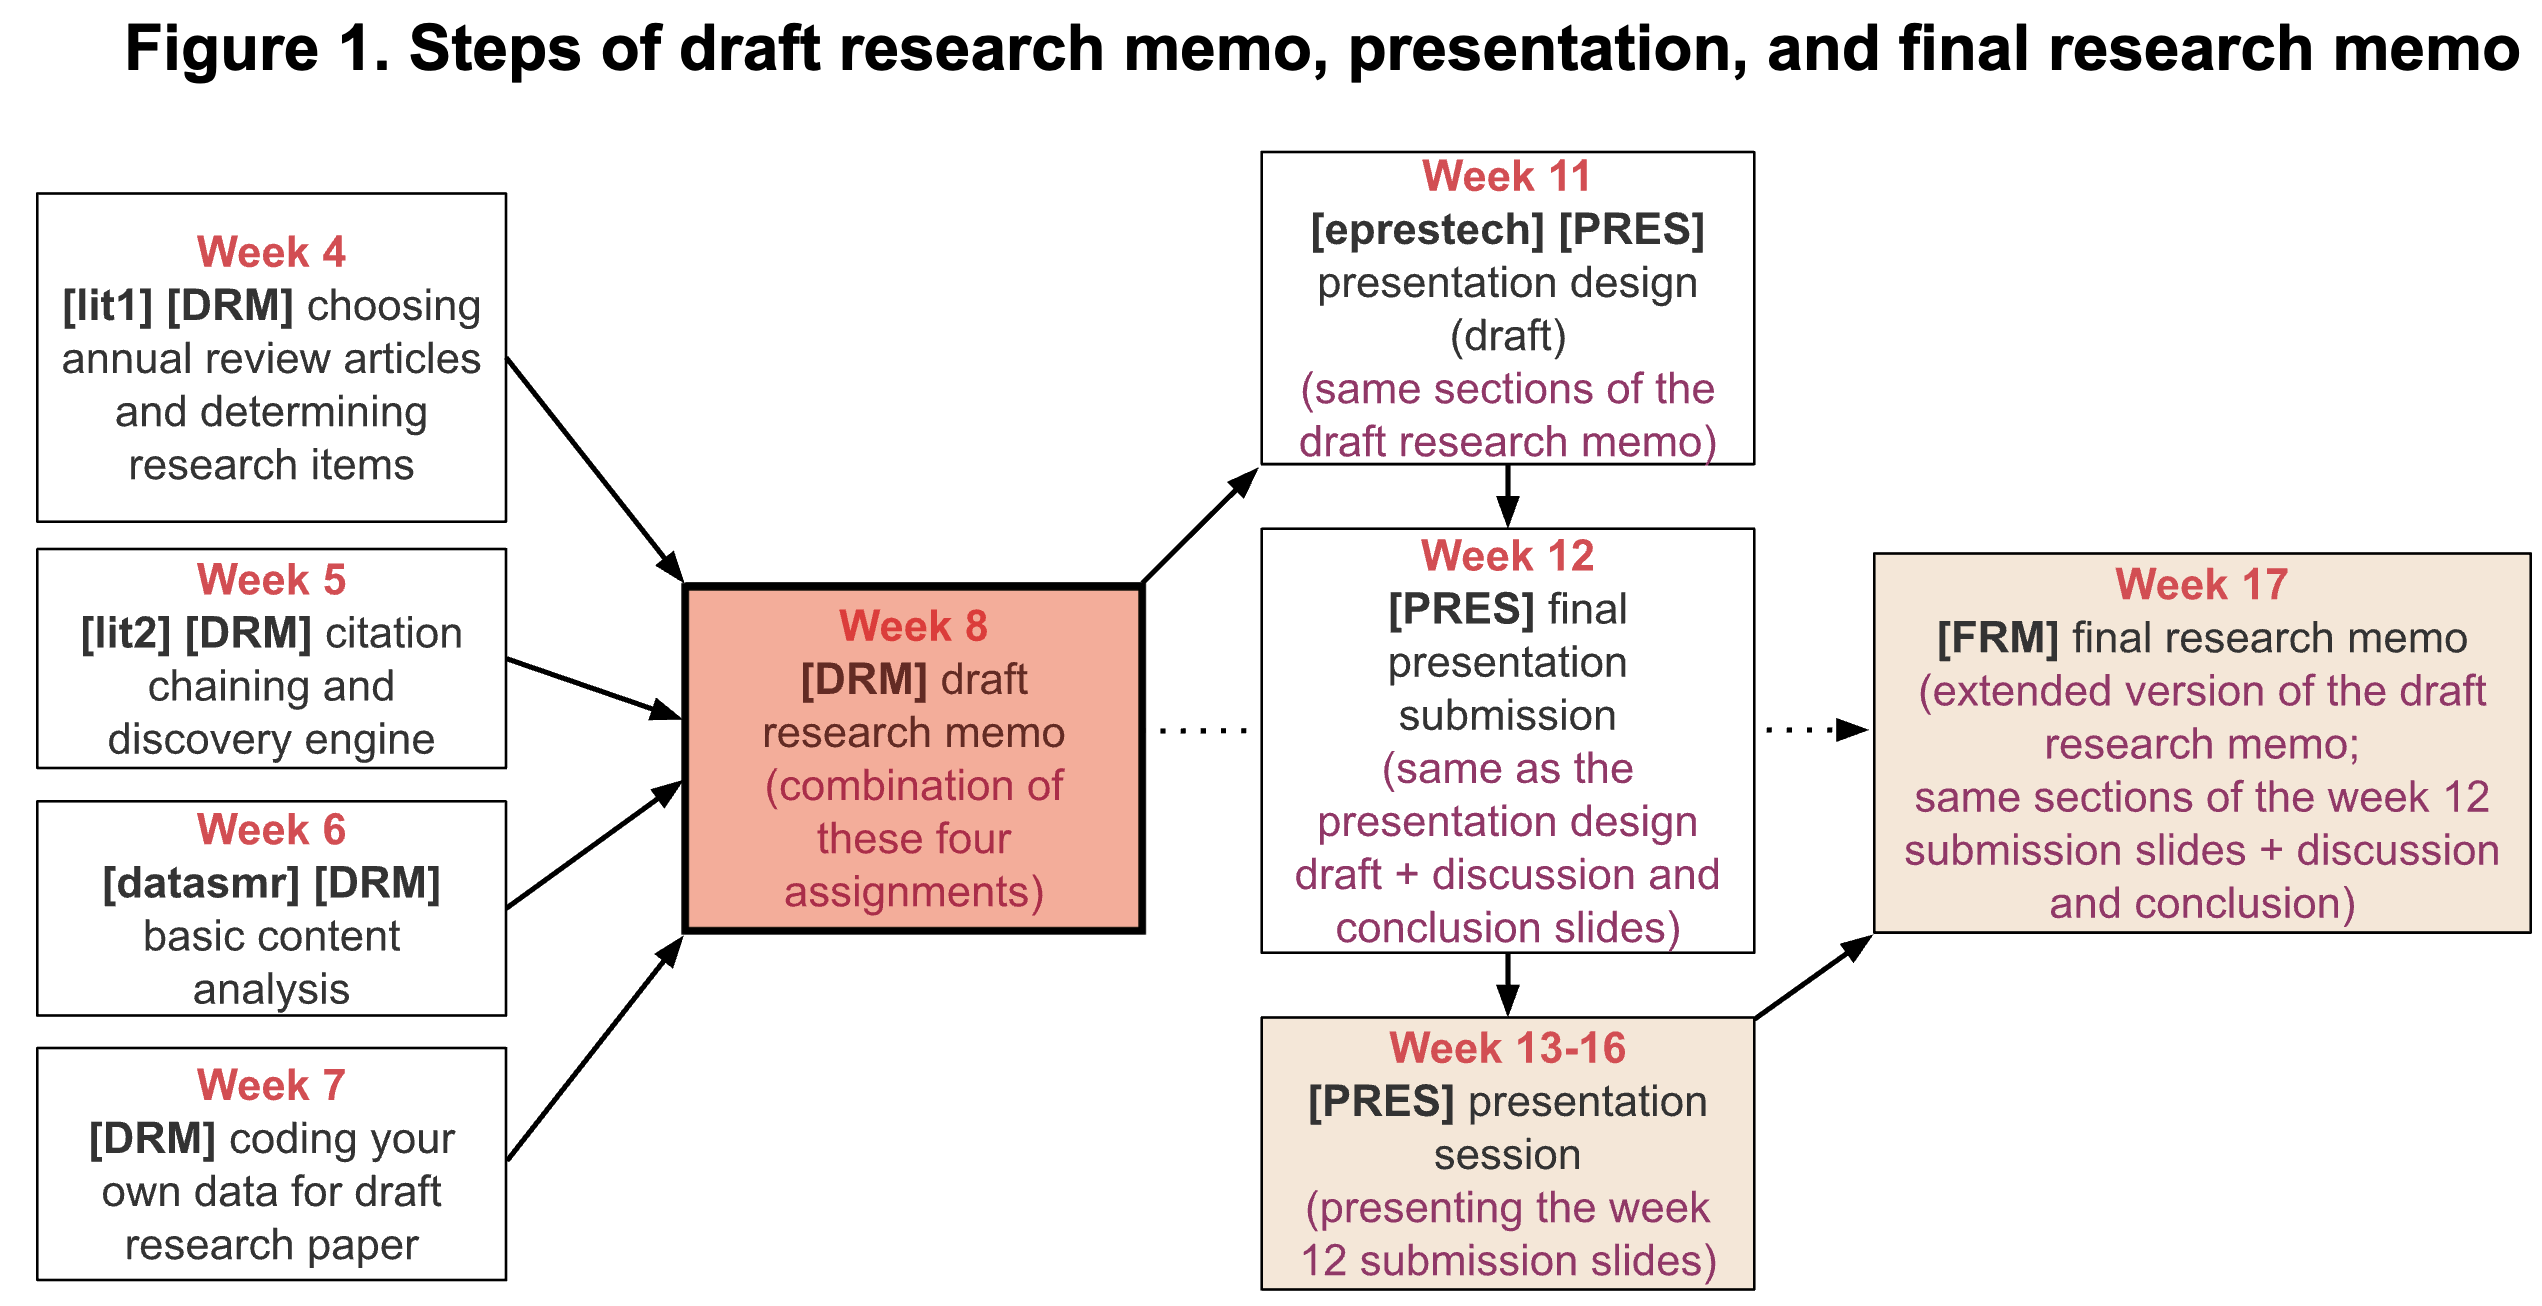 Figure 1. Steps of draft research memo, presentation, and final research memo
Week 4
[lit1] [DRM] choosing
annual review articles
and determining
research items
Week 5
[lit2] [DRM] citation
chaining and
discovery engine
Week 6
[datasmr] [DRM]
basic content
analysis
Week 7
[DRM] coding your
own data for draft
research paper
Week 8
[DRM] draft
research memo
(combination of
these four
assignments)
Week 11
[eprestech] [PRES]
presentation design
(draft)
(same sections of the
draft research memo)
Week 12
[PRES] final
presentation
submission
(same as the
presentation design
draft + discussion and
conclusion slides)
Week 13-16
[PRES] presentation
session
(presenting the week
12 submission slides)
Week 17
[FRM] final research memo
(extended version of the draft
research memo;
same sections of the week 12
submission slides + discussion
and conclusion)